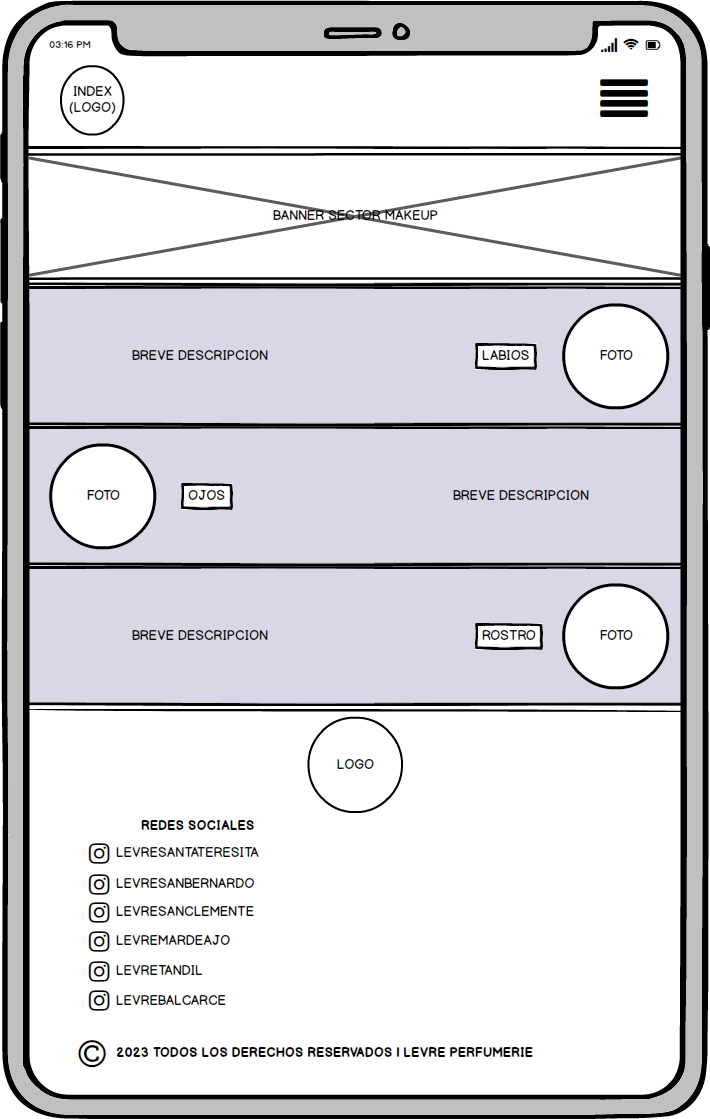 03:16 PM
INDEX
(LOGO)
BANNER SECTOR MAKEUP
BREVE DESCRIPCION
LABIOS
FOTO
FOTO
OJOS
BREVE DESCRIPCION
BREVE DESCRIPCION
ROSTRO
FOTO
LOGO
REDES SOCIALES
LEVRESANTATERESITA
LEVRESANBERNARDO
LEVRESANCLEMENTE
LEVREMARDEAJO
LEVRETANDIL
LEVREBALCARCE
© 2023 TODOS LOS DERECHOS RESERVADOS | LEVRE PERFUMERIE